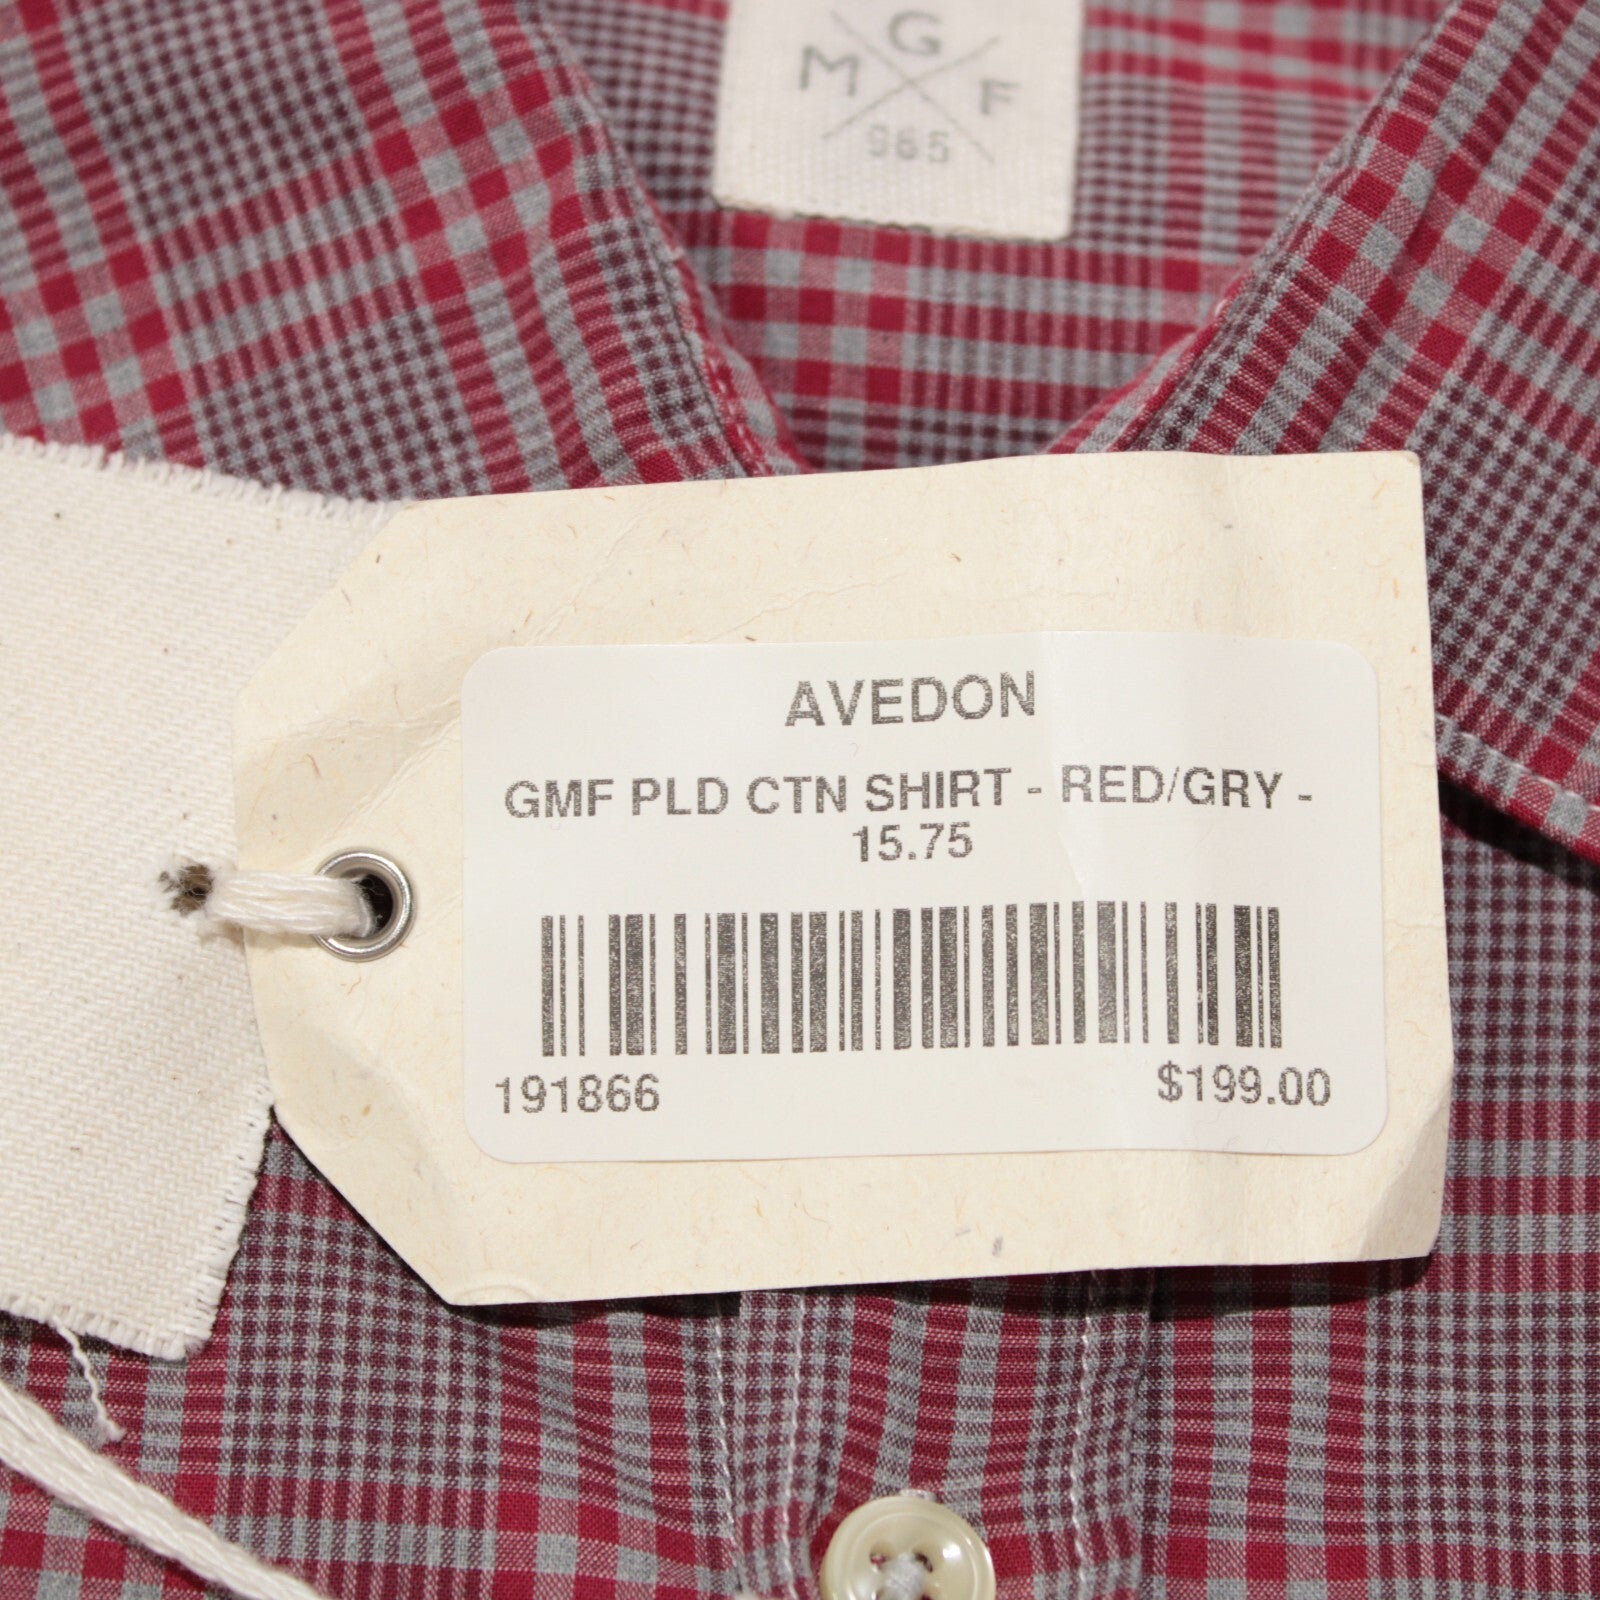 G
M F
965
AVEDON
GMF PLD CTN SHIRT - RED/GRY -
15.75
191866 $199.00